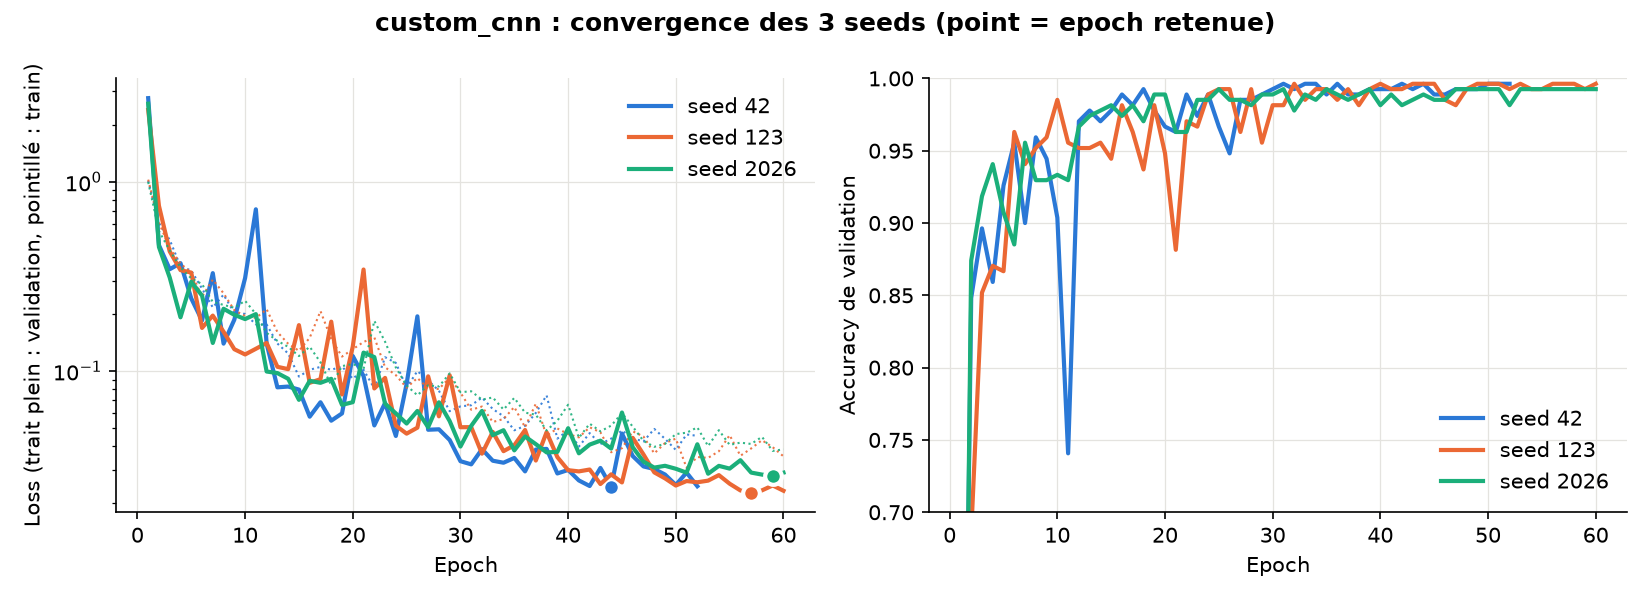 custom_cnn : convergence des 3 seeds (point = epoch retenue)
Loss (trait plein : validation, pointillé : train)
10⁰
10⁻¹
seed 42
seed 123
seed 2026
0 10 20 30 40 50 60
Epoch
Accuracy de validation
1.00
0.95
0.90
0.85
0.80
0.75
0.70
seed 42
seed 123
seed 2026
0 10 20 30 40 50 60
Epoch